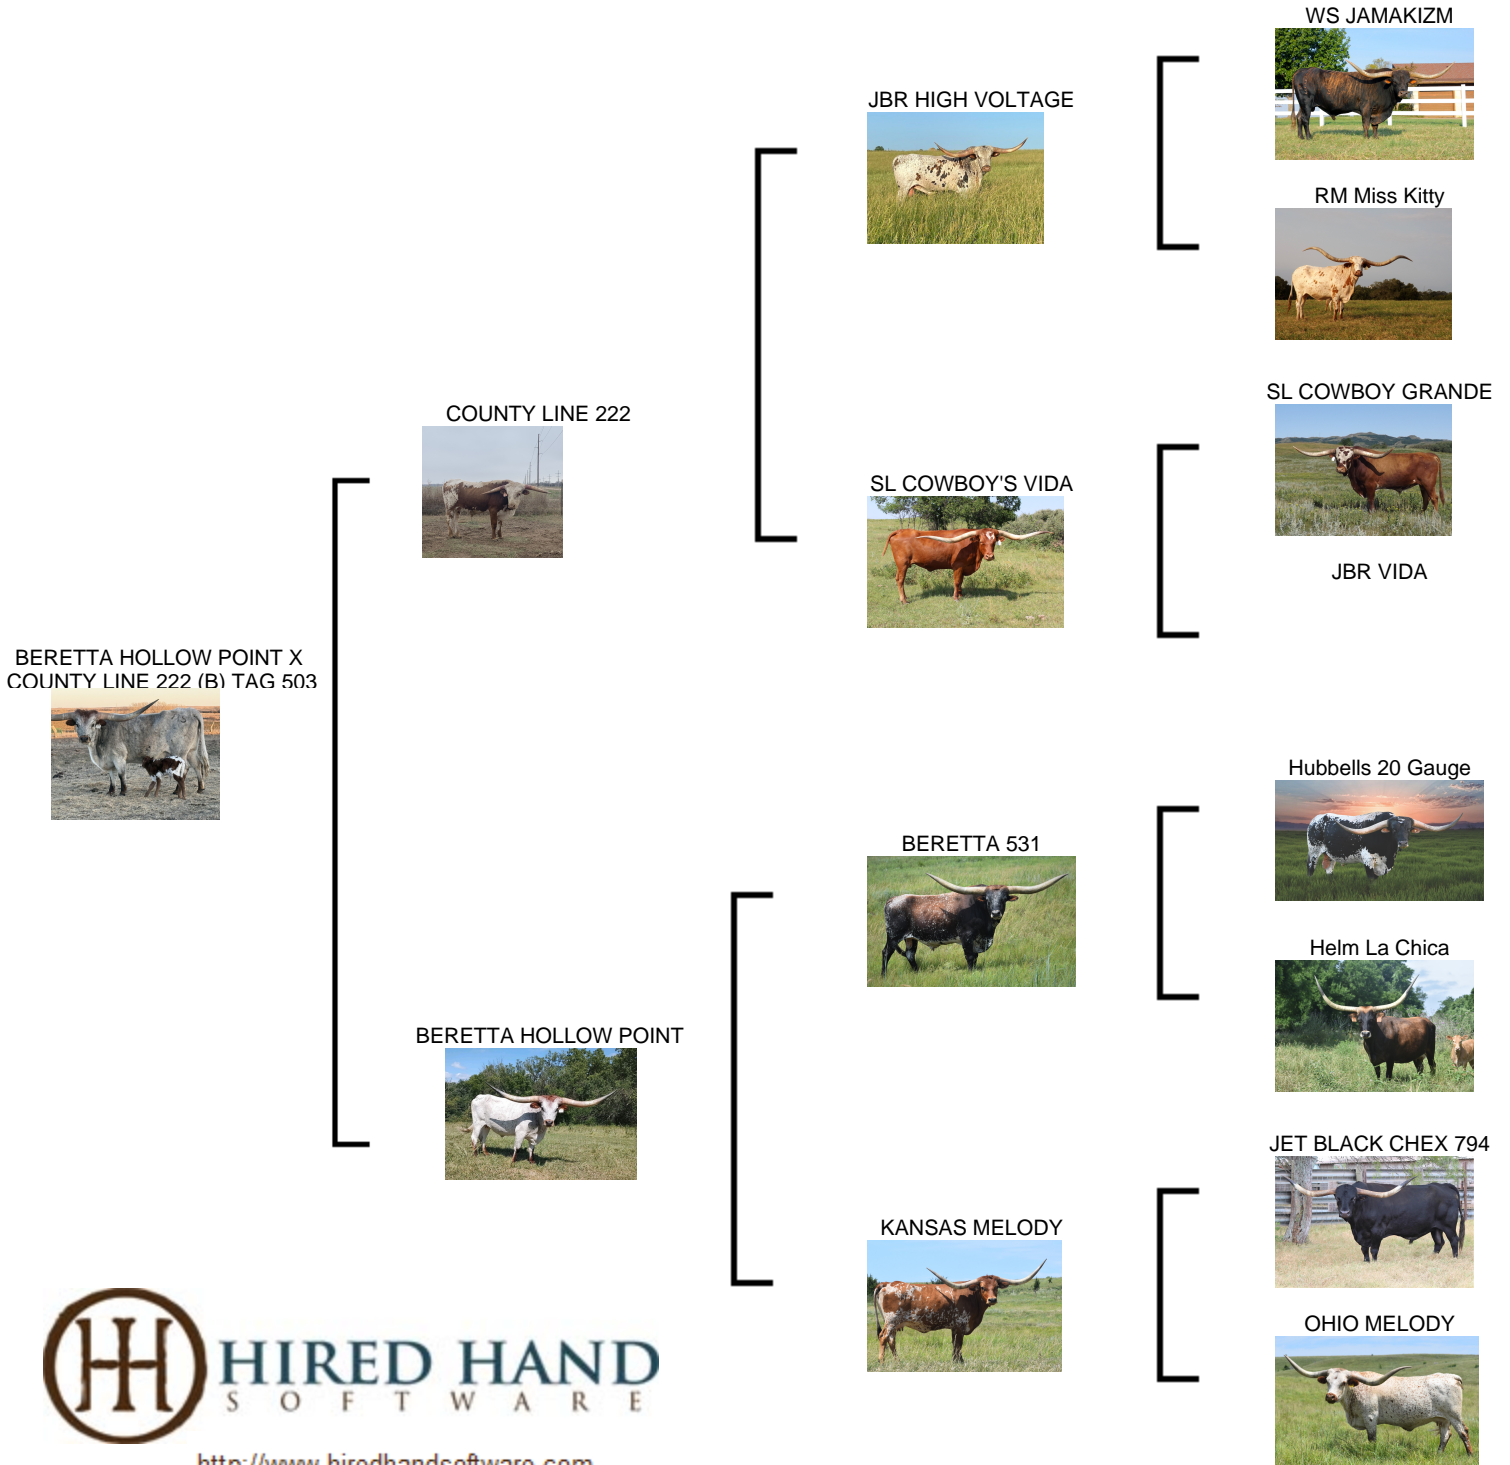 WS JAMAKIZM
JBR HIGH VOLTAGE
RM Miss Kitty
SL COWBOY GRANDE
COUNTY LINE 222
SL COWBOY'S VIDA
JBR VIDA
BERETTA HOLLOW POINT X
COUNTY LINE 222 (B) TAG 503
Hubbells 20 Gauge
BERETTA 531
Helm La Chica
BERETTA HOLLOW POINT
JET BLACK CHEX 794
KANSAS MELODY
OHIO MELODY
HIRED HAND
SOFTWARE
http://www.hiredhandsoftware.com